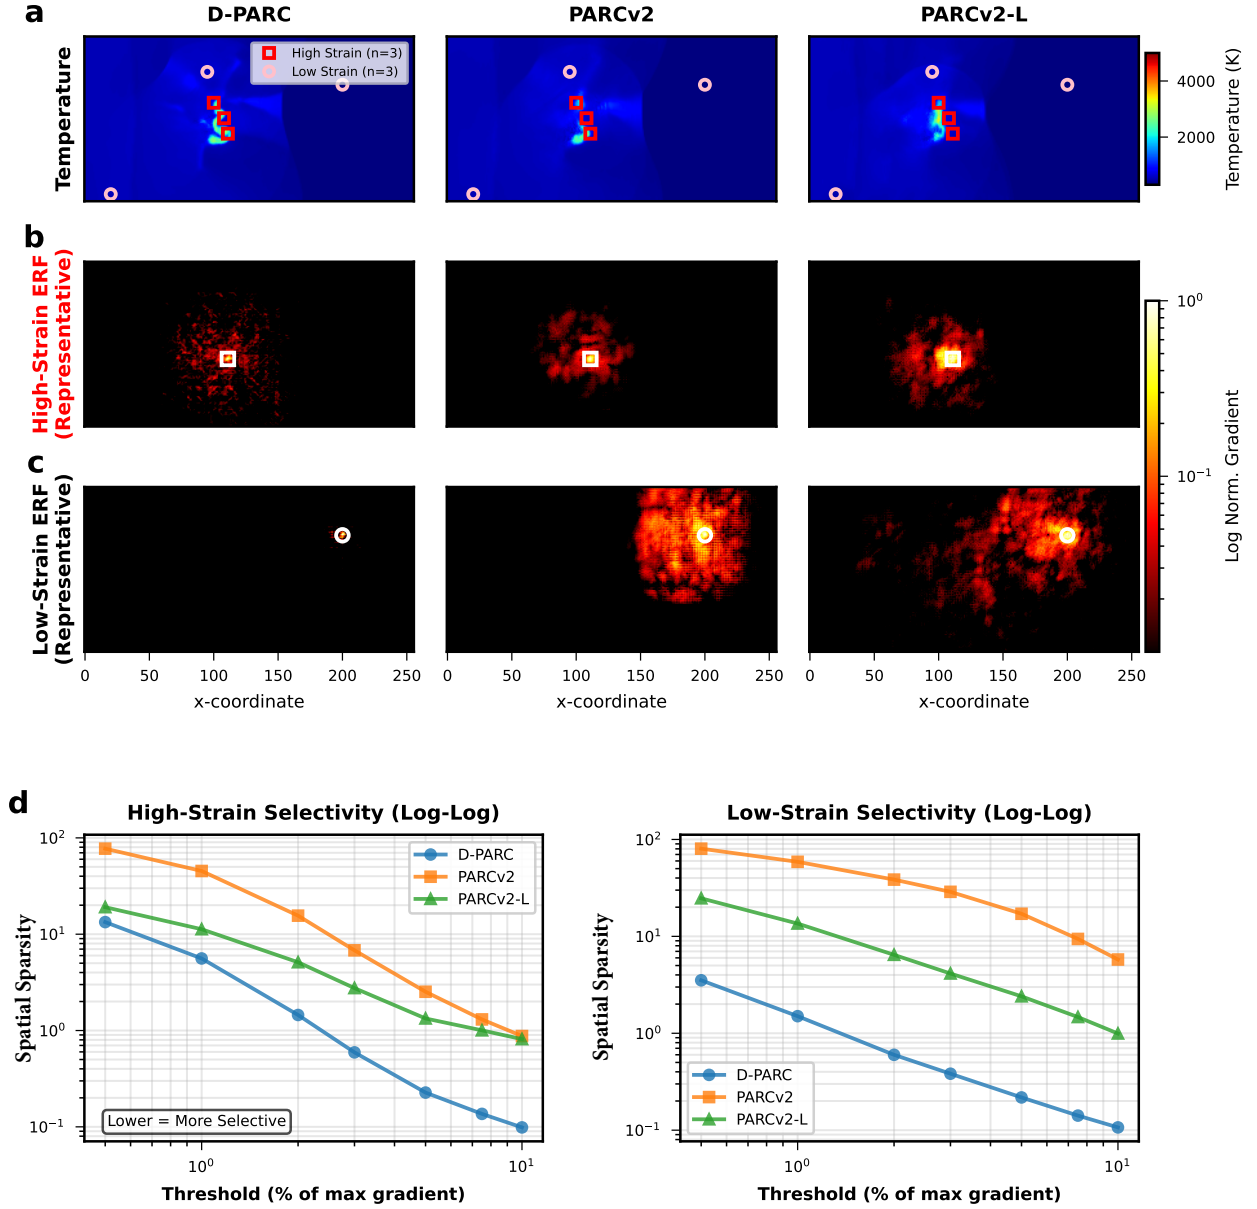 a
D-PARC
PARCv2
PARCv2-L
Temperature
High Strain (n=3)
Low Strain (n=3)
4000
2000
Temperature (K)
b
High-Strain ERF
(Representative)
c
Low-Strain ERF
(Representative)
10⁰
10⁻¹
Log Norm. Gradient
0 50 100 150 200 250
0 50 100 150 200 250
0 50 100 150 200 250
x-coordinate
x-coordinate
x-coordinate
d
High-Strain Selectivity (Log-Log)
Spatial Sparsity
10²
10¹
10⁰
10⁻¹
D-PARC
PARCv2
PARCv2-L
Lower = More Selective
10⁰ 10¹
Threshold (% of max gradient)
Low-Strain Selectivity (Log-Log)
Spatial Sparsity
10²
10¹
10⁰
10⁻¹
D-PARC
PARCv2
PARCv2-L
10⁰ 10¹
Threshold (% of max gradient)